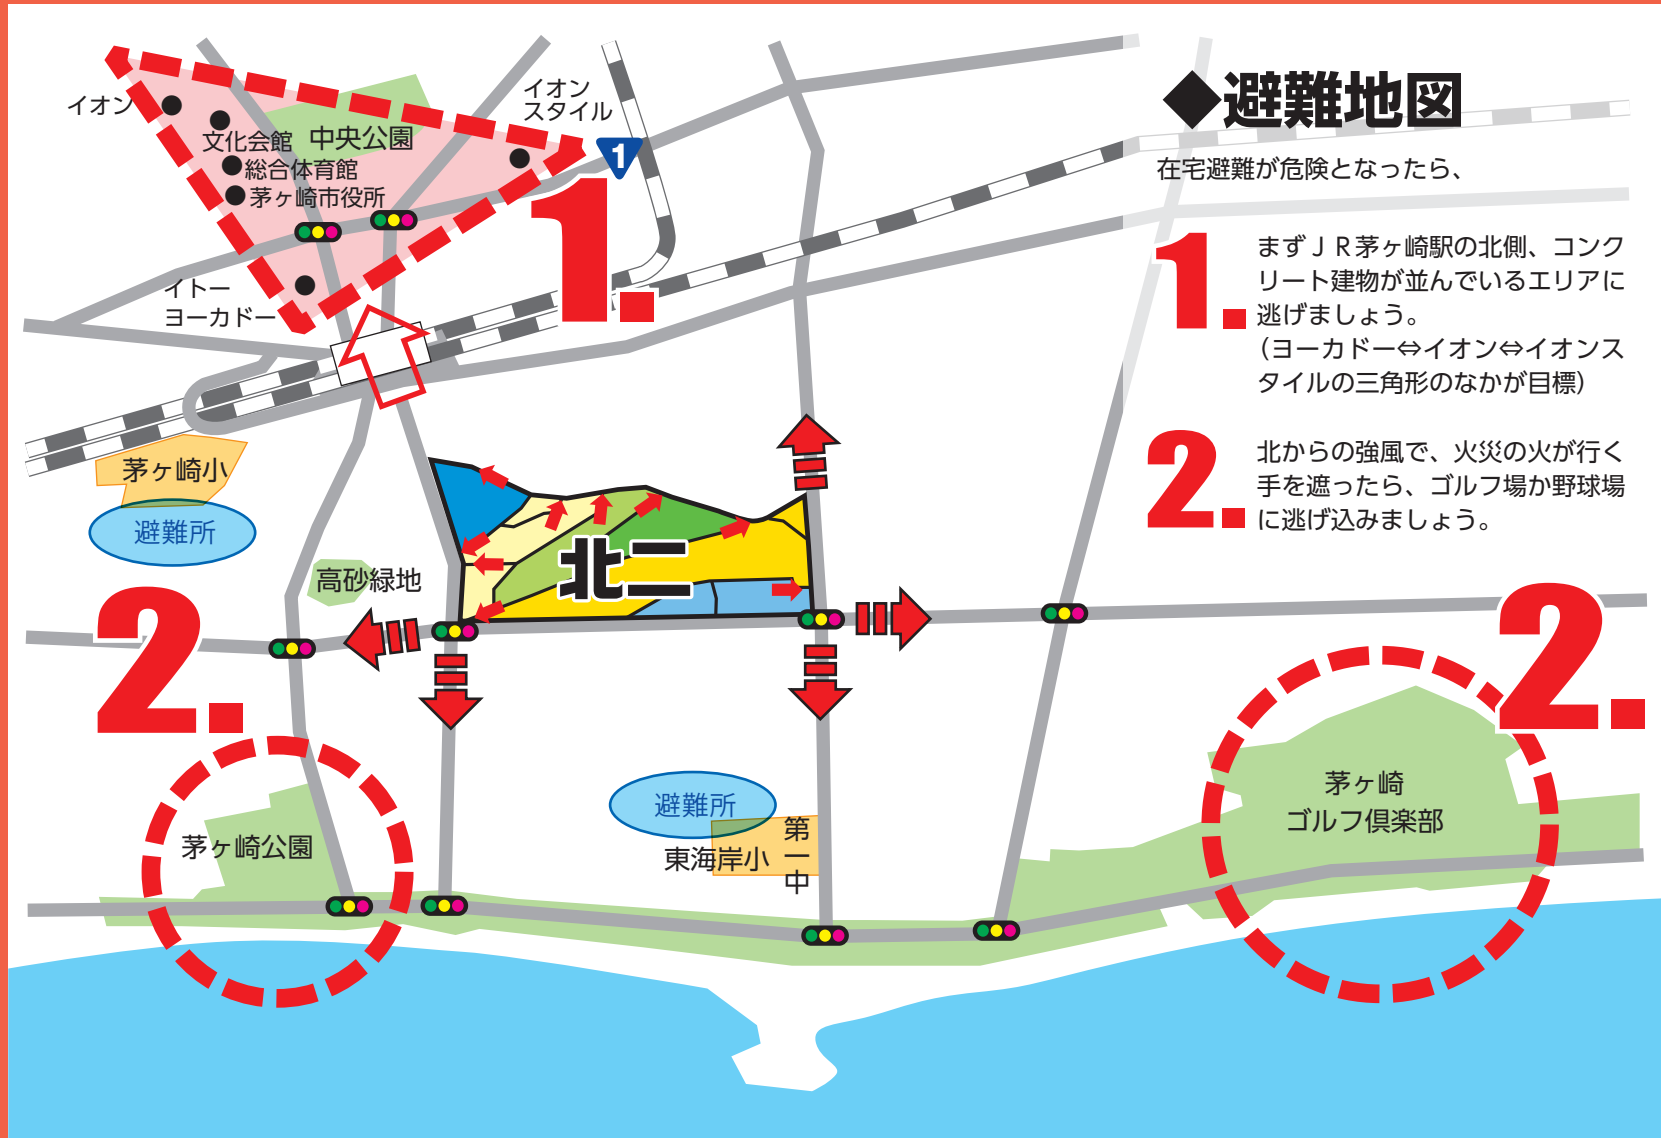 ◆避難地図
在宅避難が危険となったら、
1.
まずＪＲ茅ヶ崎駅の北側、コンク
リート建物が並んでいるエリアに
逃げましょう。
（ヨーカドー⇔イオン⇔イオンス
タイルの三角形のなかが目標）
2.
北からの強風で、火災の火が行く
手を遮ったら、ゴルフ場か野球場
に逃げ込みましょう。
イオン
イオン
スタイル
文化会館
中央公園
総合体育館
茅ヶ崎市役所
1
1.
イトー
ヨーカドー
茅ヶ崎小
避難所
高砂緑地
北二
2.
2.
茅ヶ崎公園
避難所
東海岸小
第一中
茅ヶ崎
ゴルフ倶楽部